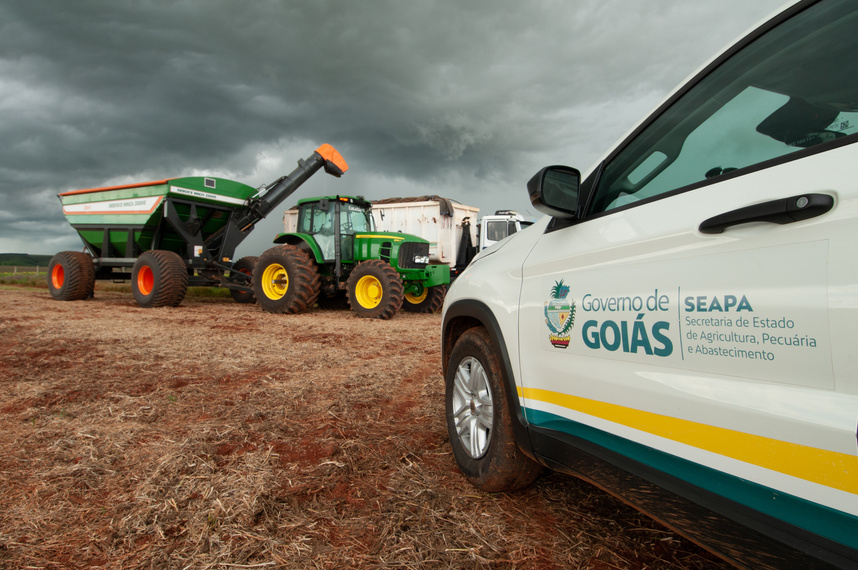 Governo de
GOIÁS
SEAPA
Secretaria de Estado
de Agricultura, Pecuária
e Abastecimento